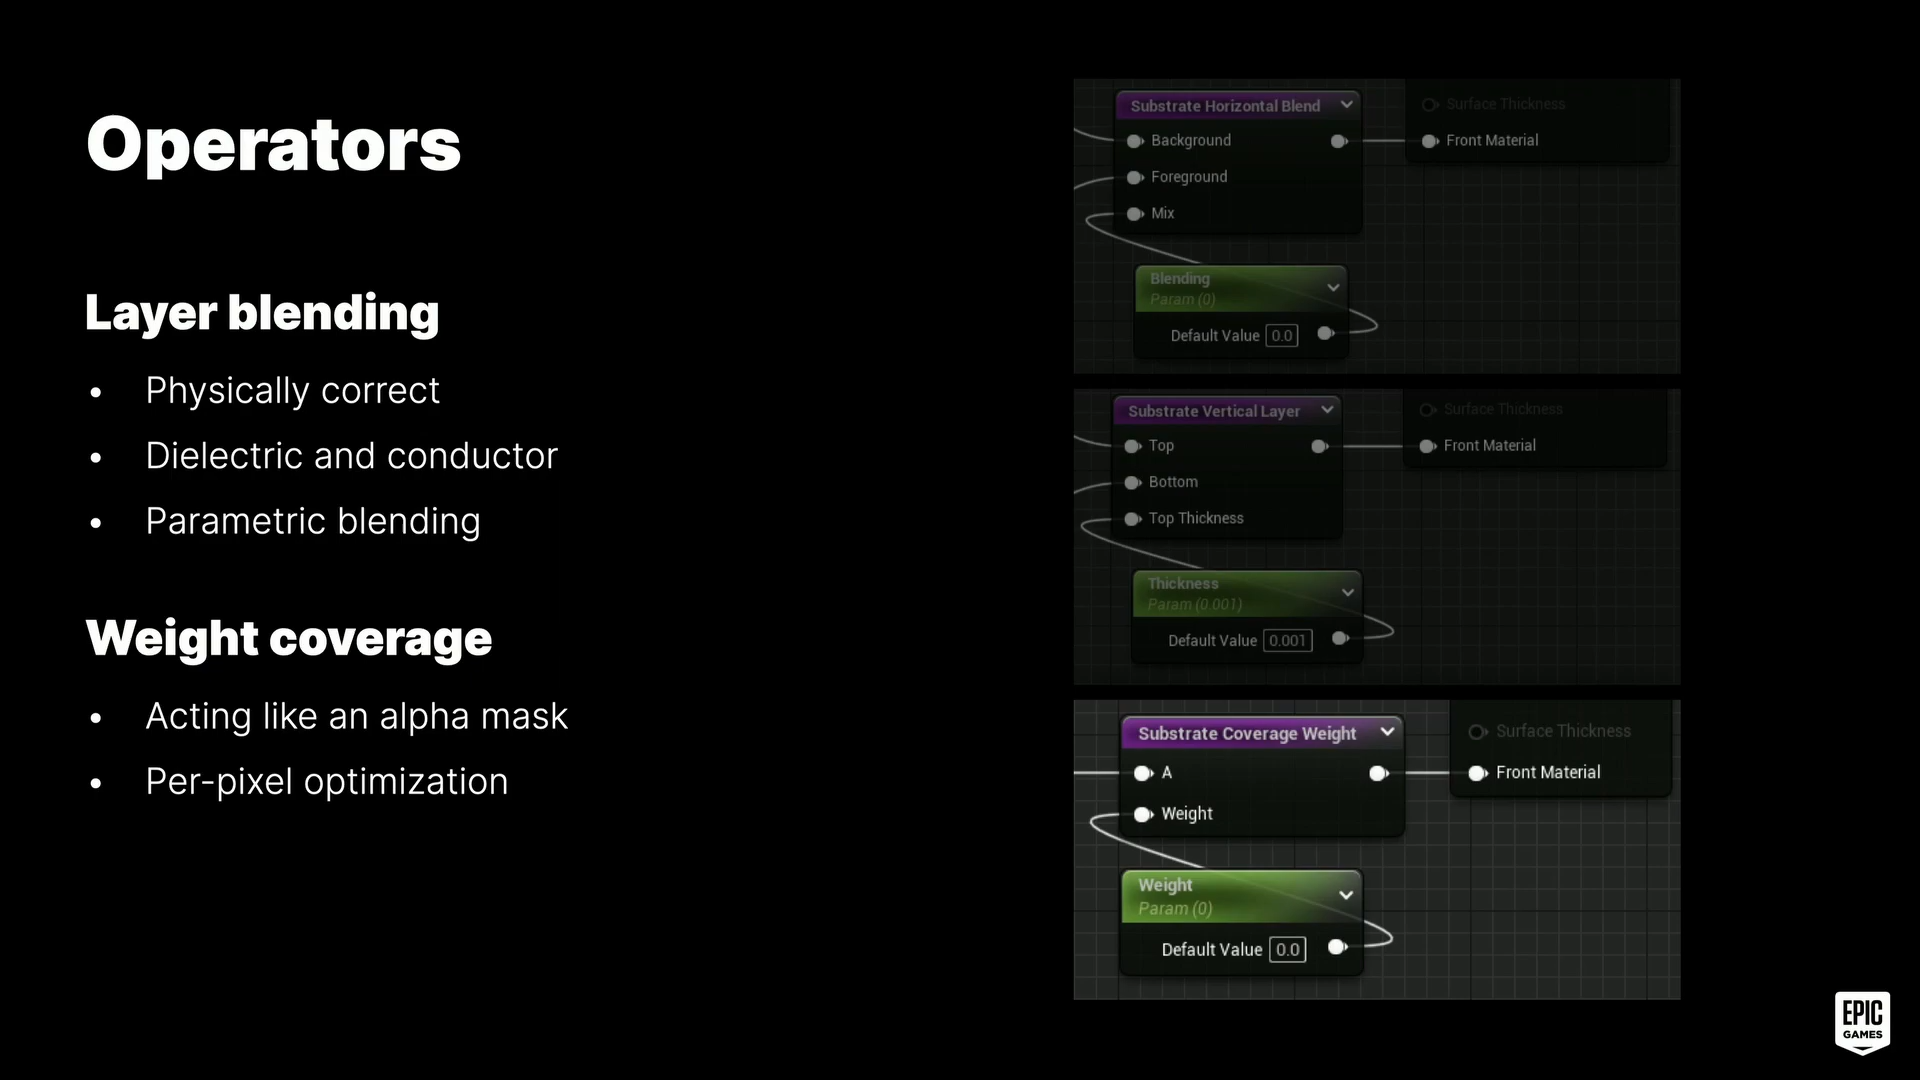 Operators
Layer blending
• Physically correct
• Dielectric and conductor
• Parametric blending
Weight coverage
• Acting like an alpha mask
• Per-pixel optimization
Substrate Horizontal Blend
Background
Foreground
Mix
Surface Thickness
Front Material
Blending
Param (0)
Default Value 0.0
Substrate Vertical Layer
Top
Bottom
Top Thickness
Surface Thickness
Front Material
Thickness
Param (0.001)
Default Value 0.001
Substrate Coverage Weight
A
Weight
Surface Thickness
Front Material
Weight
Param (0)
Default Value 0.0
EPIC
GAMES